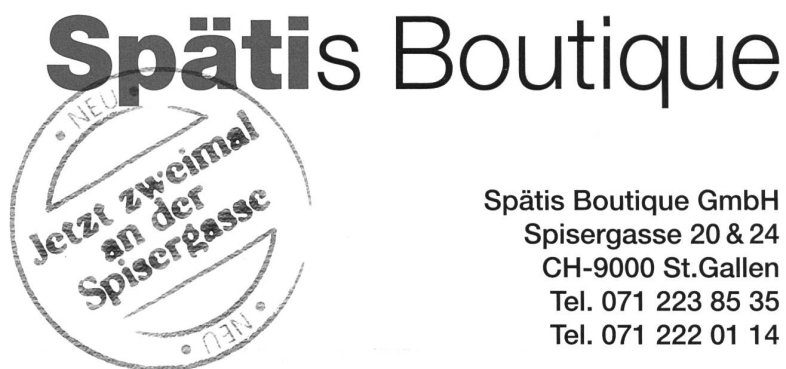 Spätis Boutique
• NEU •
Jetzt zweimal
an der
Spisergasse
• NEU •
Spätis Boutique GmbH
Spisergasse 20 & 24
CH-9000 St.Gallen
Tel. 071 223 85 35
Tel. 071 222 01 14